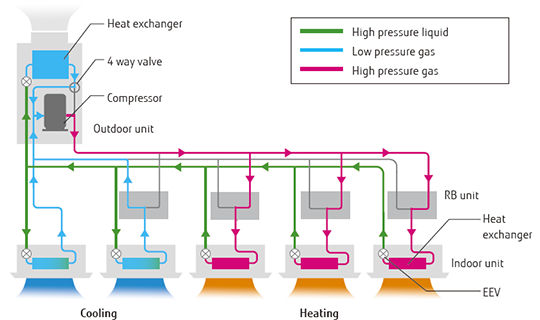 Heat exchanger
4 way valve
Compressor
Outdoor unit
High pressure liquid
Low pressure gas
High pressure gas
RB unit
Heat
exchanger
Indoor unit
EEV
Cooling
Heating